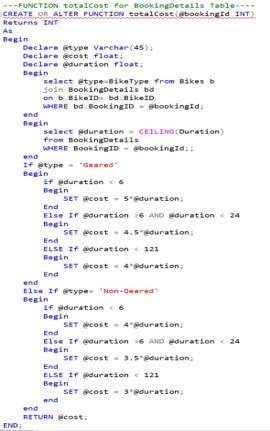 ---FUNCTION totalCost for BookingDetails Table----
CREATE OR ALTER FUNCTION totalCost(@bookingId INT)
Returns INT
As
Begin
Declare @type Varchar(45);
Declare @cost float;
Declare @duration float;
Begin
select @type=BikeType from Bikes b
join BookingDetails bd
on b.BikeID= bd.BikeID
WHERE bd.BookingID = @bookingId;
end
Begin
select @duration = CEILING(Duration)
from BookingDetails
WHERE BookingID = @bookingId;;
end
If @type = 'Geared'
Begin
if @duration < 6
Begin
SET @cost = 5*@duration;
End
Else If @duration >6 AND @duration < 24
Begin
SET @cost = 4.5*@duration;
End
ELSE If @duration < 121
Begin
SET @cost = 4*@duration;
End
end
Else If @type= 'Non-Geared'
Begin
if @duration < 6
Begin
SET @cost = 4*@duration;
End
Else If @duration >6 AND @duration < 24
Begin
SET @cost = 3.5*@duration;
End
ELSE If @duration < 121
Begin
SET @cost = 3*@duration;
End
end
RETURN @cost;
END;